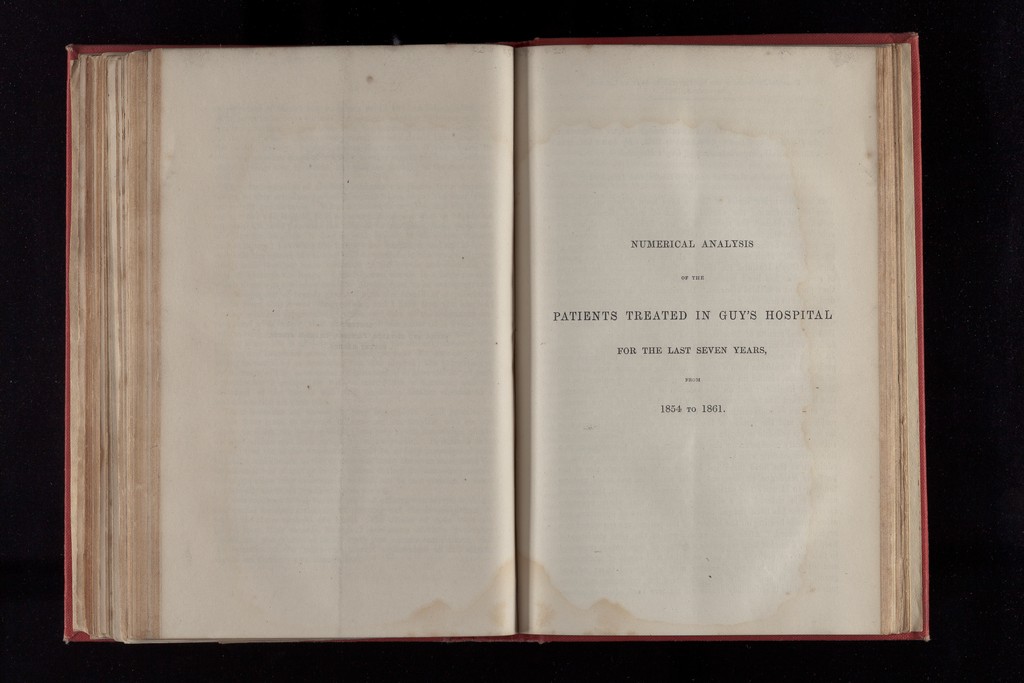 NUMERICAL ANALYSIS
OF THE
PATIENTS TREATED IN GUY'S HOSPITAL
FOR THE LAST SEVEN YEARS,
FROM
1854 TO 1861.